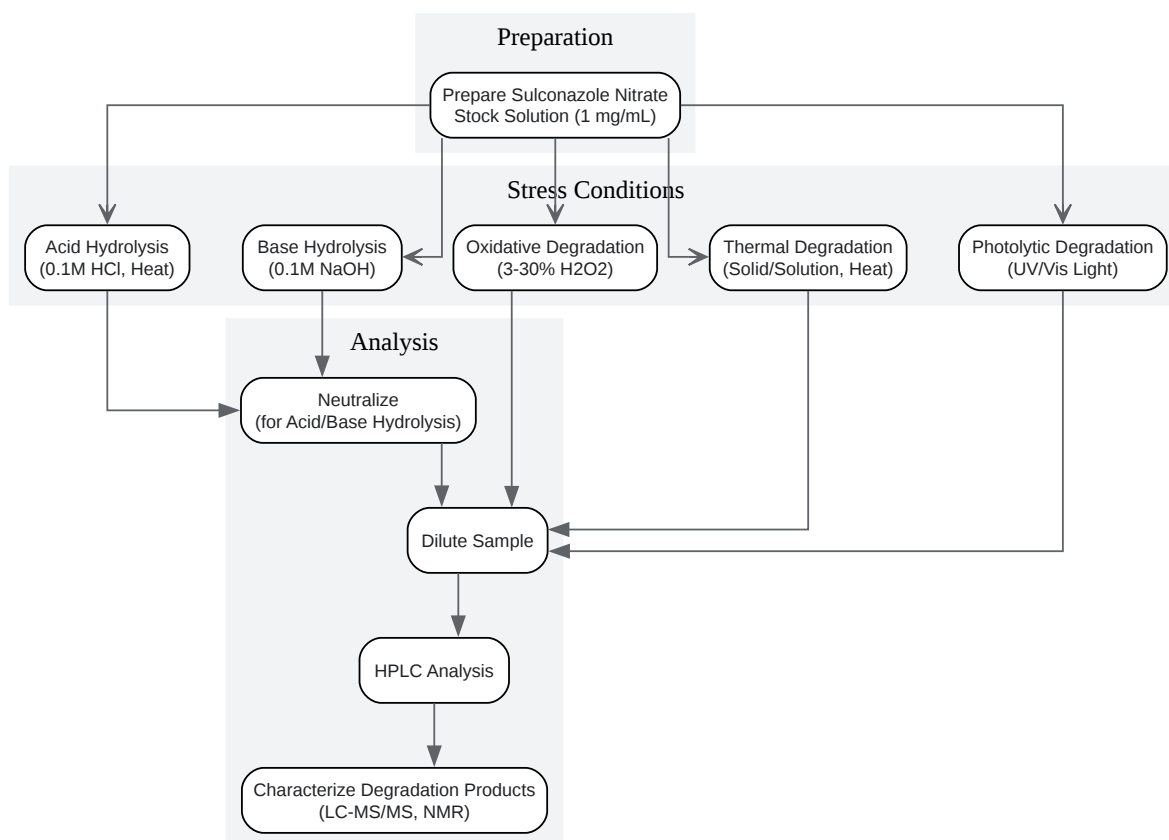 Preparation
Prepare Sulconazole Nitrate
Stock Solution (1 mg/mL)
Stress Conditions
Acid Hydrolysis
(0.1M HCl, Heat)
Base Hydrolysis
(0.1M NaOH)
Oxidative Degradation
(3-30% H2O2)
Thermal Degradation
(Solid/Solution, Heat)
Photolytic Degradation
(UV/Vis Light)
Analysis
Neutralize
(for Acid/Base Hydrolysis)
Dilute Sample
HPLC Analysis
Characterize Degradation Products
(LC-MS/MS, NMR)